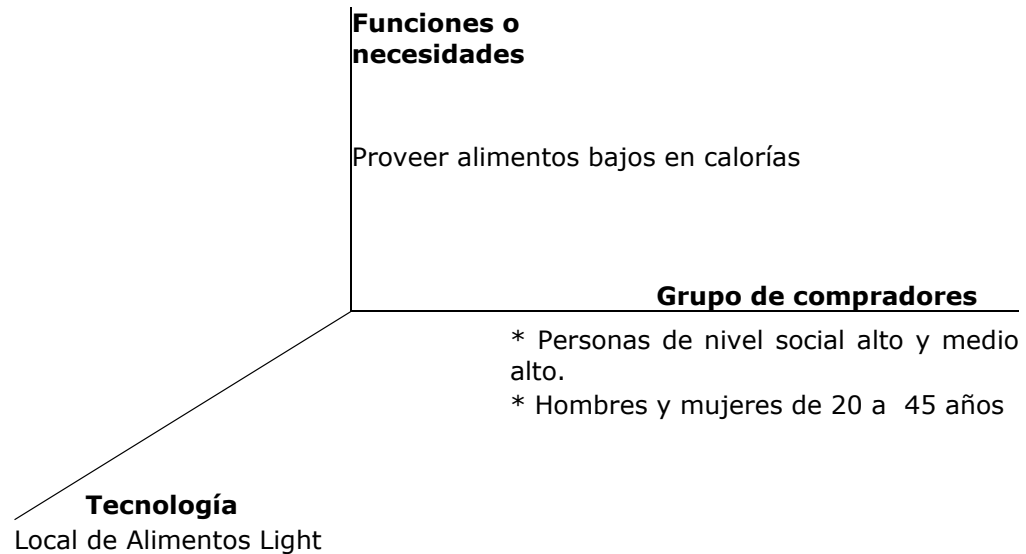 Funciones o
necesidades
Proveer alimentos bajos en calorías
Grupo de compradores
* Personas de nivel social alto y medio
alto.
* Hombres y mujeres de 20 a 45 años
Tecnología
Local de Alimentos Light